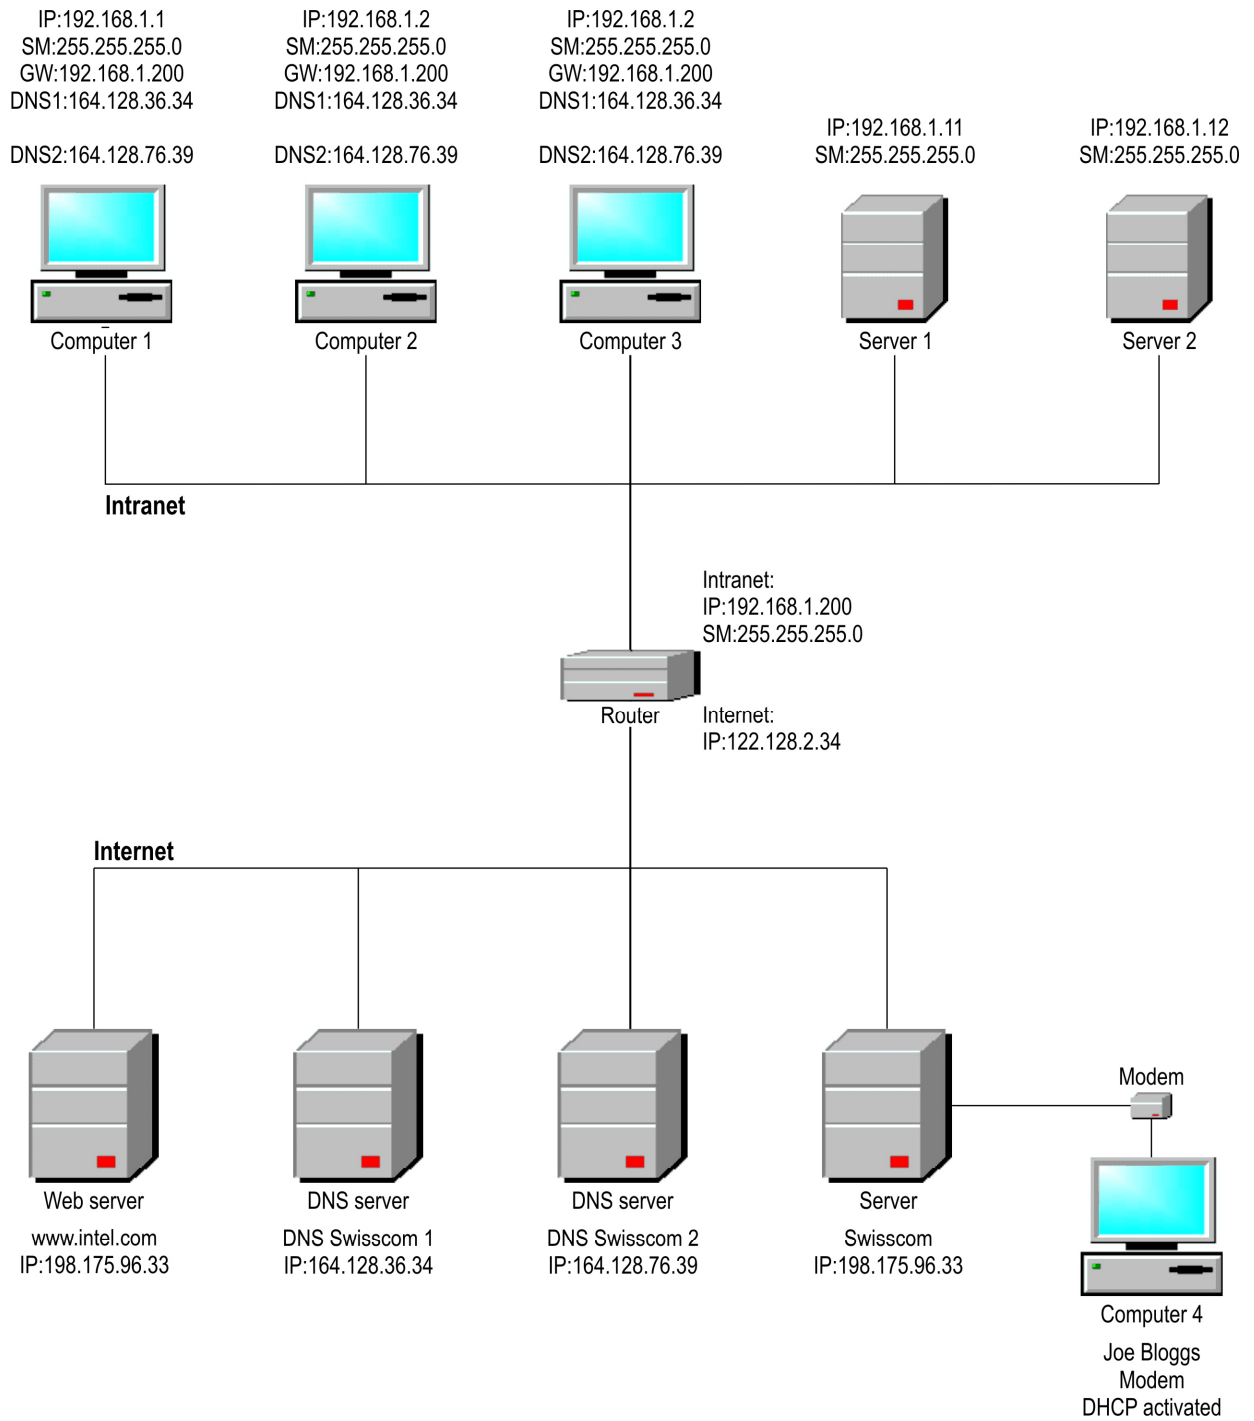 IP:192.168.1.1
SM:255.255.255.0
GW:192.168.1.200
DNS1:164.128.36.34
DNS2:164.128.76.39
Computer 1
IP:192.168.1.2
SM:255.255.255.0
GW:192.168.1.200
DNS1:164.128.36.34
DNS2:164.128.76.39
Computer 2
IP:192.168.1.2
SM:255.255.255.0
GW:192.168.1.200
DNS1:164.128.36.34
DNS2:164.128.76.39
Computer 3
IP:192.168.1.11
SM:255.255.255.0
Server 1
IP:192.168.1.12
SM:255.255.255.0
Server 2
Intranet
Intranet:
IP:192.168.1.200
SM:255.255.255.0
Router
Internet:
IP:122.128.2.34
Internet
Web server
www.intel.com
IP:198.175.96.33
DNS server
DNS Swisscom 1
IP:164.128.36.34
DNS server
DNS Swisscom 2
IP:164.128.76.39
Server
Swisscom
IP:198.175.96.33
Modem
Computer 4
Joe Bloggs
Modem
DHCP activated